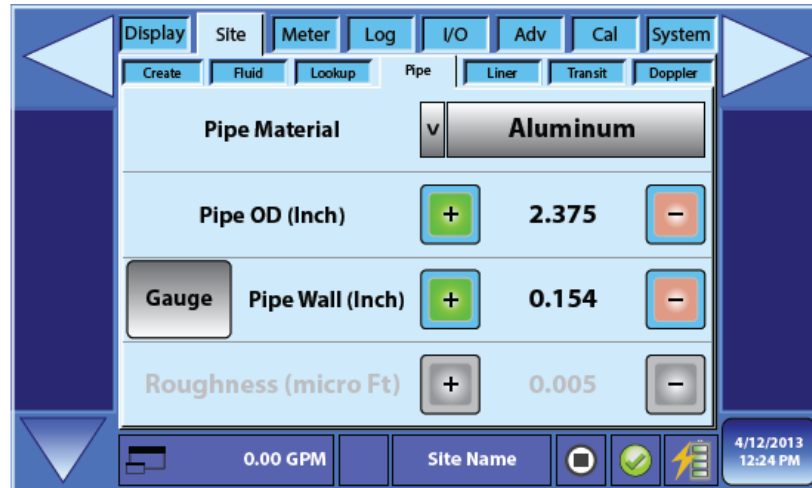 Display Site Meter Log I/O Adv Cal System
Create Fluid Lookup Pipe Liner Transit Doppler
Pipe Material v Aluminum
Pipe OD (Inch) + 2.375 −
Gauge Pipe Wall (Inch) + 0.154 −
Roughness (micro Ft) + 0.005 −
0.00 GPM Site Name 4/12/2013
12:24 PM